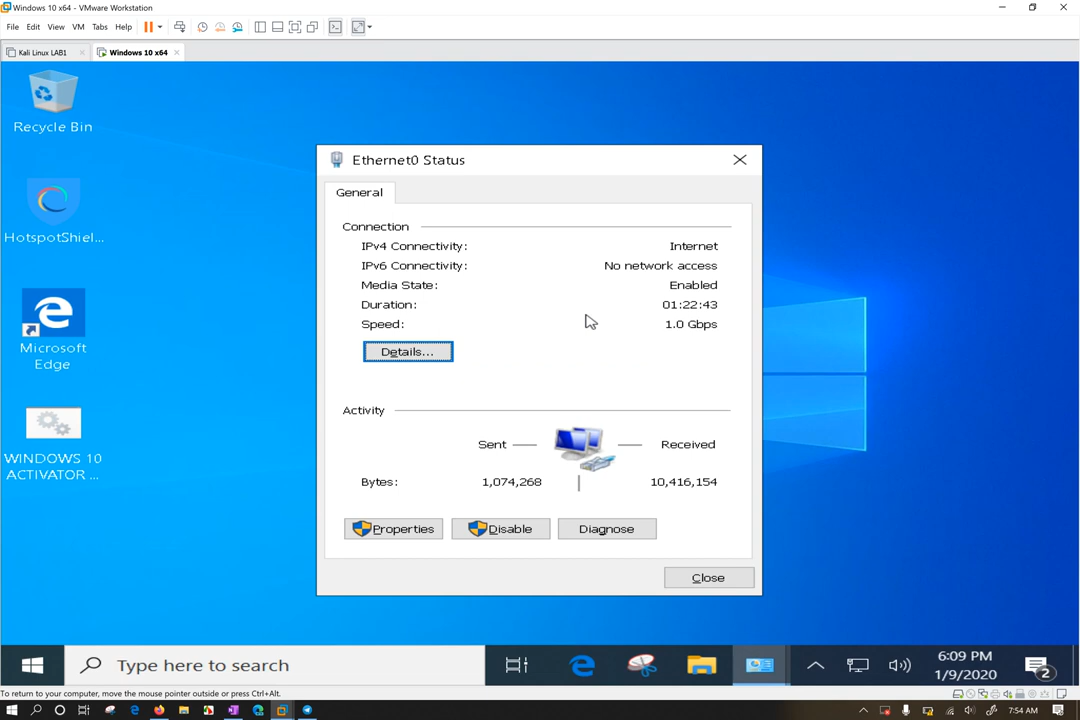 Windows 10 x64 - VMware Workstation
File Edit View VM Tabs Help
Kali Linux LAB1
Windows 10 x64
Recycle Bin
HotspotShiel...
Microsoft
Edge
WINDOWS 10
ACTIVATOR ...
Ethernet0 Status
General
Connection
IPv4 Connectivity: Internet
IPv6 Connectivity: No network access
Media State: Enabled
Duration: 01:22:43
Speed: 1.0 Gbps
Details...
Activity
Sent Received
Bytes: 1,074,268 10,416,154
Properties Disable Diagnose
Close
Type here to search
6:09 PM
1/9/2020
2
To return to your computer, move the mouse pointer outside or press Ctrl+Alt.
7:54 AM